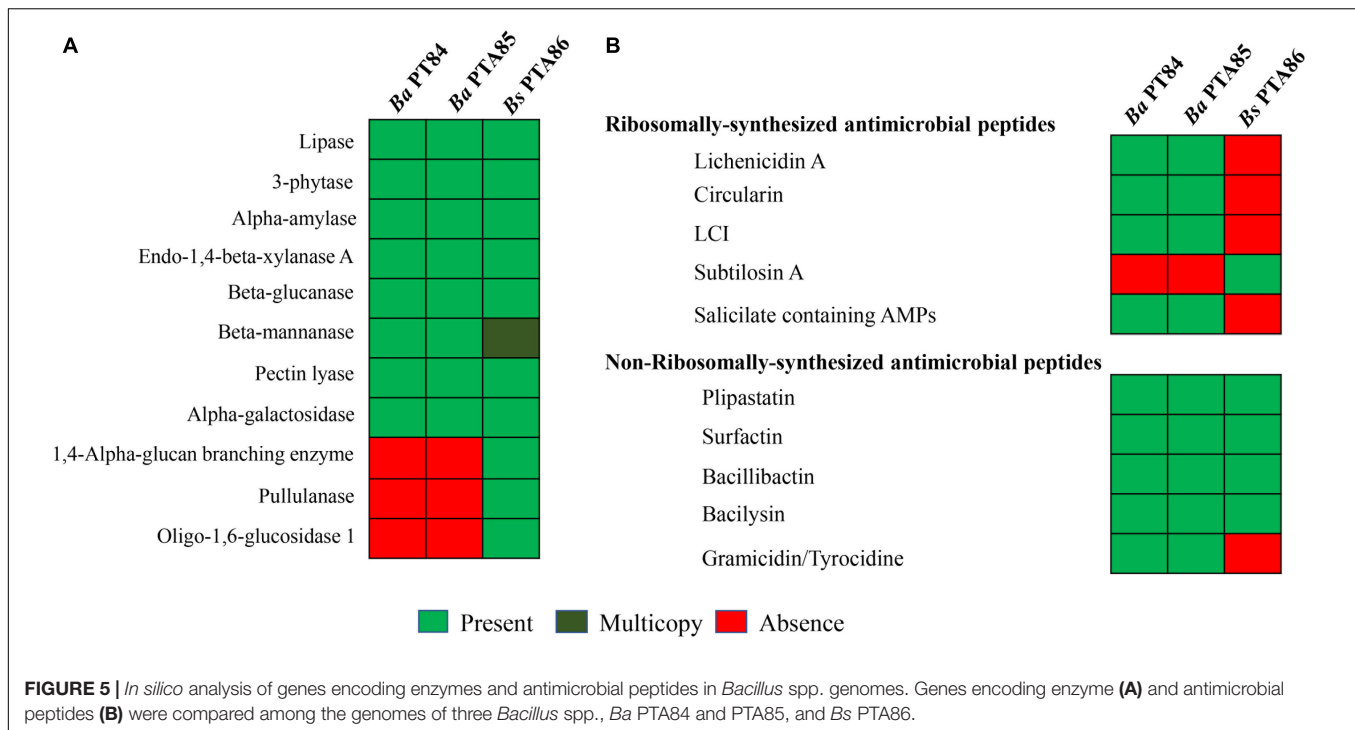 A
Ba PT84
Ba PTA85
Bs PTA86
Lipase
3-phytase
Alpha-amylase
Endo-1,4-beta-xylanase A
Beta-glucanase
Beta-mannanase
Pectin lyase
Alpha-galactosidase
1,4-Alpha-glucan branching enzyme
Pullulanase
Oligo-1,6-glucosidase 1
B
Ba PT84
Ba PTA85
Bs PTA86
Ribosomally-synthesized antimicrobial peptides
Lichenicidin A
Circularin
LCI
Subtilosin A
Salicilate containing AMPs
Non-Ribosomally-synthesized antimicrobial peptides
Plipastatin
Surfactin
Bacillibactin
Bacilysin
Gramicidin/Tyrocidine
Present
Multicopy
Absence
FIGURE 5 | In silico analysis of genes encoding enzymes and antimicrobial peptides in Bacillus spp. genomes. Genes encoding enzyme (A) and antimicrobial
peptides (B) were compared among the genomes of three Bacillus spp., Ba PTA84 and PTA85, and Bs PTA86.